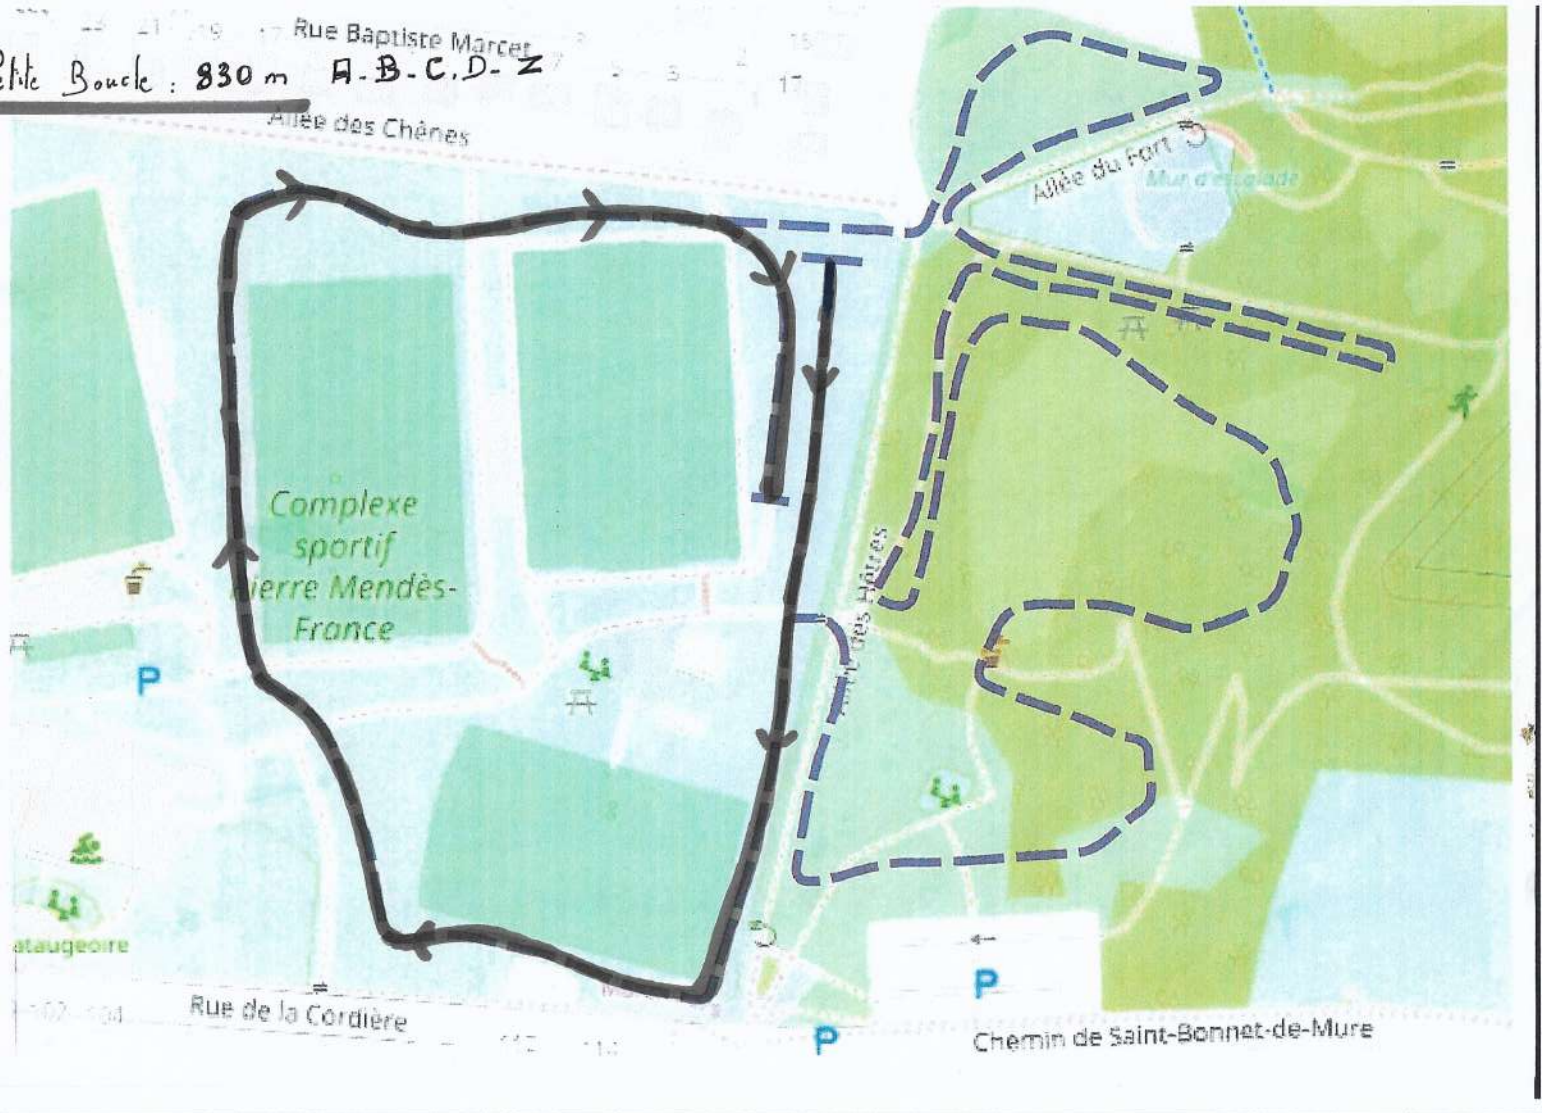 Rue Baptiste Marcet
Petite Boucle : 830 m A-B-C.D-Z
17
Allée des Chênes
Allée du Fort
Mur d'escalade
Complexe
sportif
Pierre Mendès-
France
des Hêtres
P
ataugeoire
P
Rue de la Cordière
P
Chemin de Saint-Bonnet-de-Mure